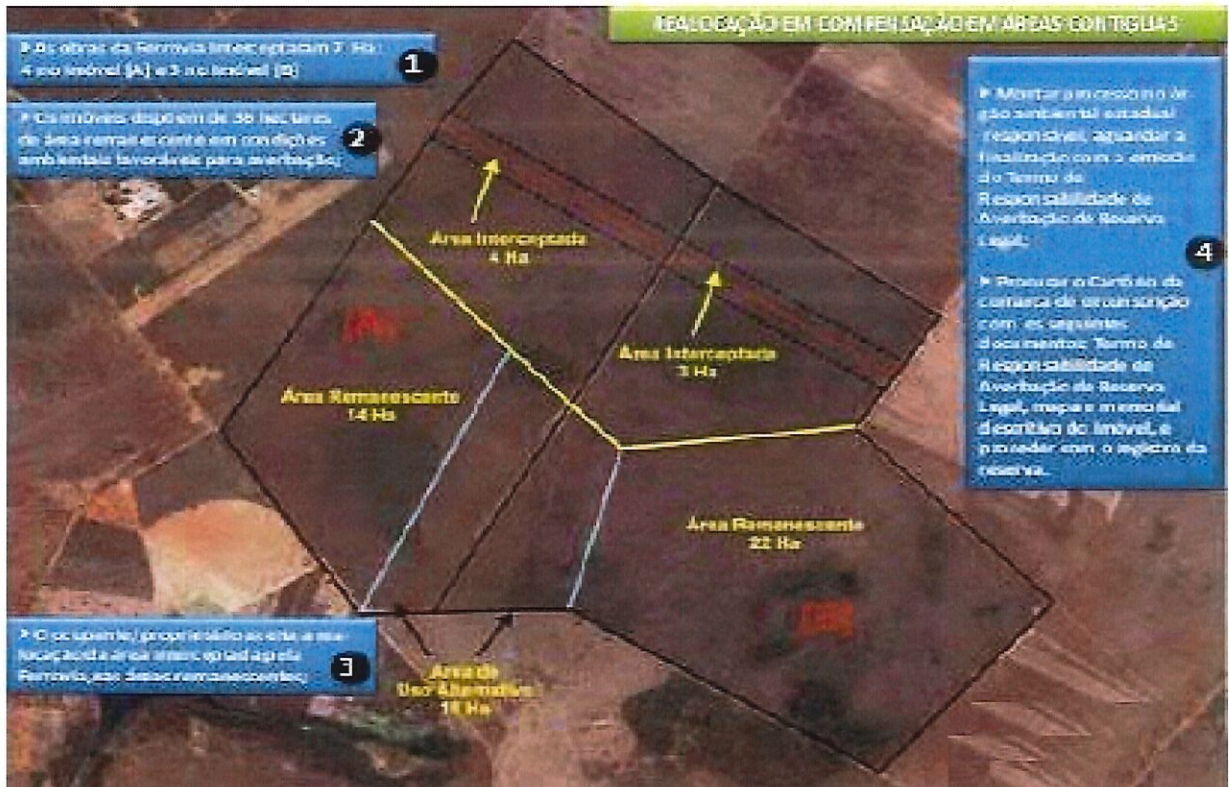 REALOCAÇÃO EM COMPENSAÇÃO EM ÁREAS CONTIGUAS
➤ As obras da Ferrovia interceptaram 7 Ha:
4 no imóvel (A) e 3 no imóvel (B)
1
➤ Os imóveis dispõem de 36 hectares
de área remanescente em condições
ambientais favoráveis para averbação;
2
➤ Montar processo no ór-
gão ambiental estadual
responsável, aguardar a
finalização com a emissão
do Termo de
Responsabilidade de
Averbação de Reserva
Legal;
➤ Procurar o Cartório da
comarca de circunscrição
com os seguintes
documentos: Termo de
Responsabilidade de
Averbação de Reserva
Legal, mapa e memorial
descritivo do imóvel, e
proceder com o registro da
reserva.
4
Área Interceptada
4 Ha
Área Interceptada
3 Ha
Área Remanescente
14 Ha
Área Remanescente
22 Ha
➤ O ocupante/proprietário aceita a rea-
locação da área interceptada pela
Ferrovia, nas áreas remanescentes;
3
Área de
Uso Alternativo
Ha